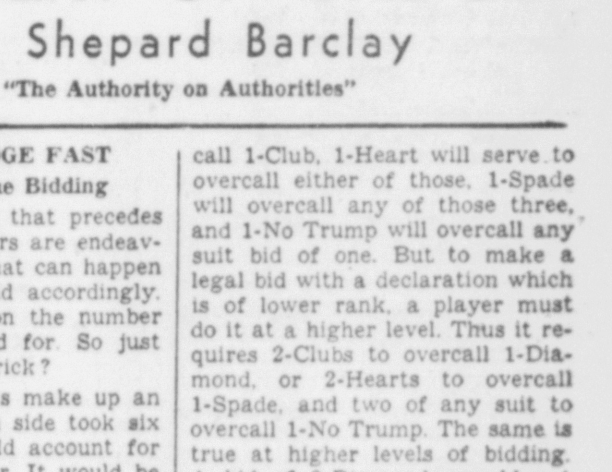 Shepard Barclay
"The Authority on Authorities"
GE FAST
e Bidding
that precedes
rs are endeav-
at can happen
d accordingly.
on the number
d for. So just
rick?
s make up an
side took six
ld account for
It would be
call 1-Club, 1-Heart will serve to
overcall either of those, 1-Spade
will overcall any of those three,
and 1-No Trump will overcall any
suit bid of one. But to make a
legal bid with a declaration which
is of lower rank, a player must
do it at a higher level. Thus it re-
quires 2-Clubs to overcall 1-Dia-
mond, or 2-Hearts to overcall
1-Spade, and two of any suit to
overcall 1-No Trump. The same is
true at higher levels of bidding.